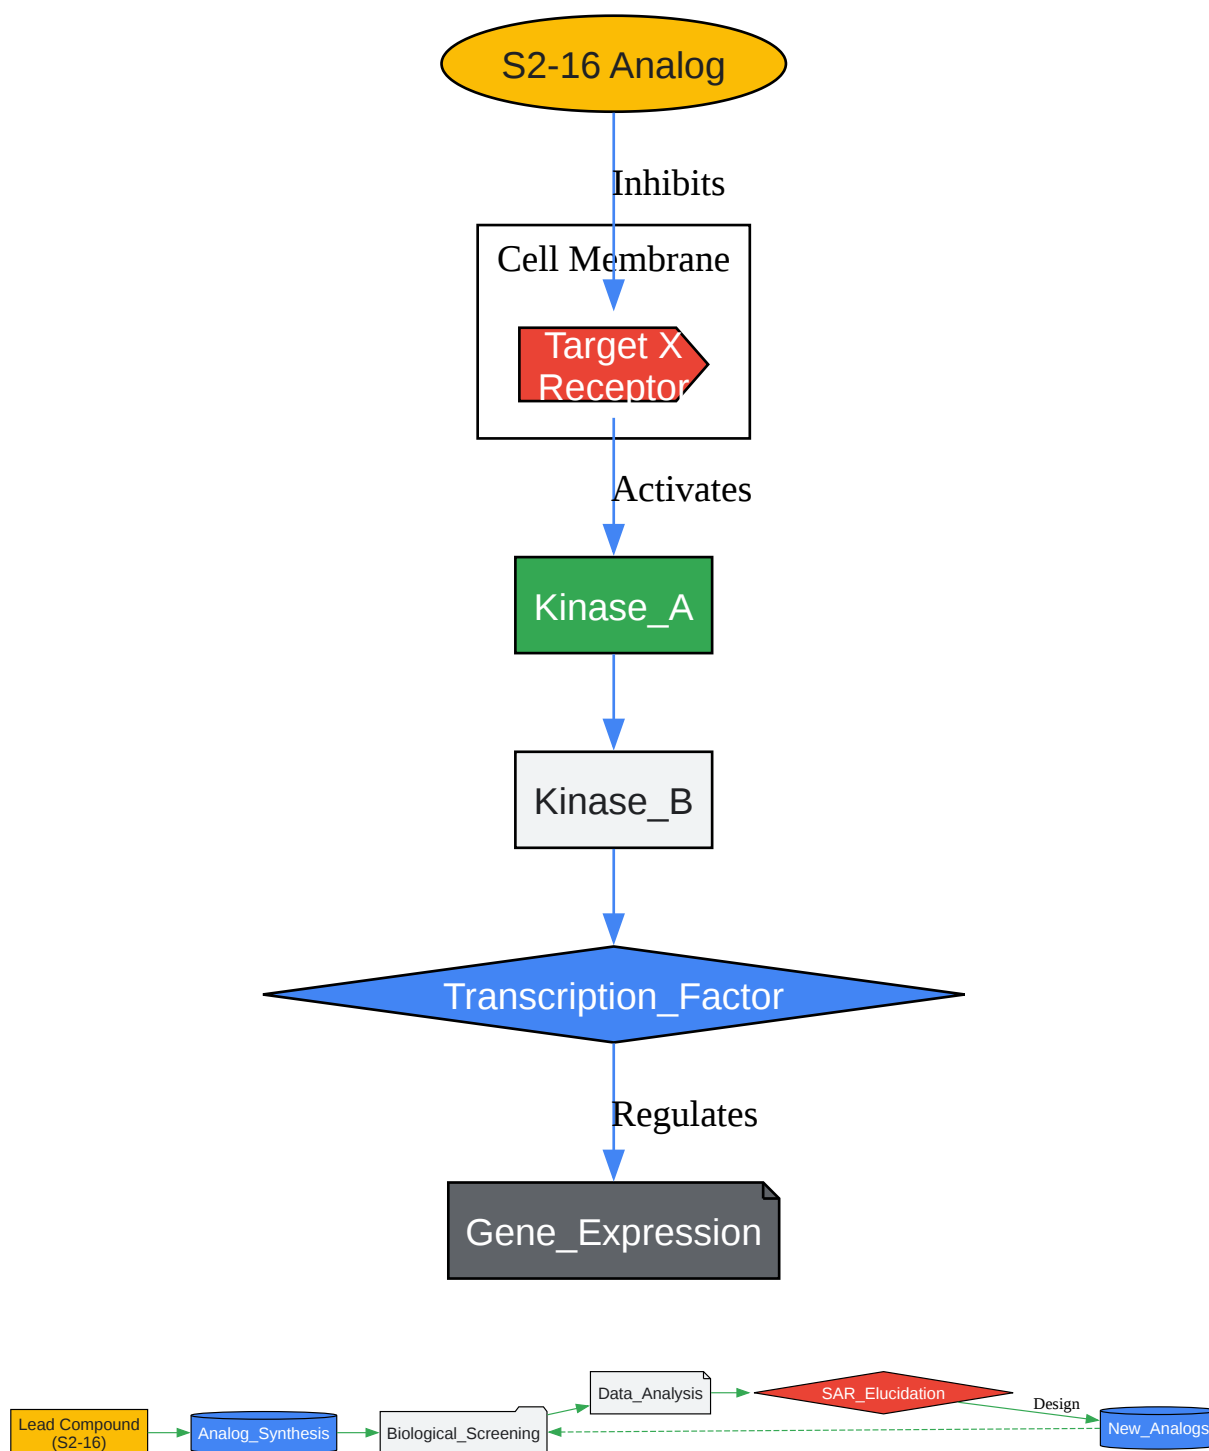 S2-16 Analog
Inhibits
Cell Membrane
Target X
Receptor
Activates
Kinase_A
Kinase_B
Transcription_Factor
Regulates
Gene_Expression
Lead Compound
(S2-16)
Analog_Synthesis
Biological_Screening
Data_Analysis
SAR_Elucidation
Design
New_Analogs